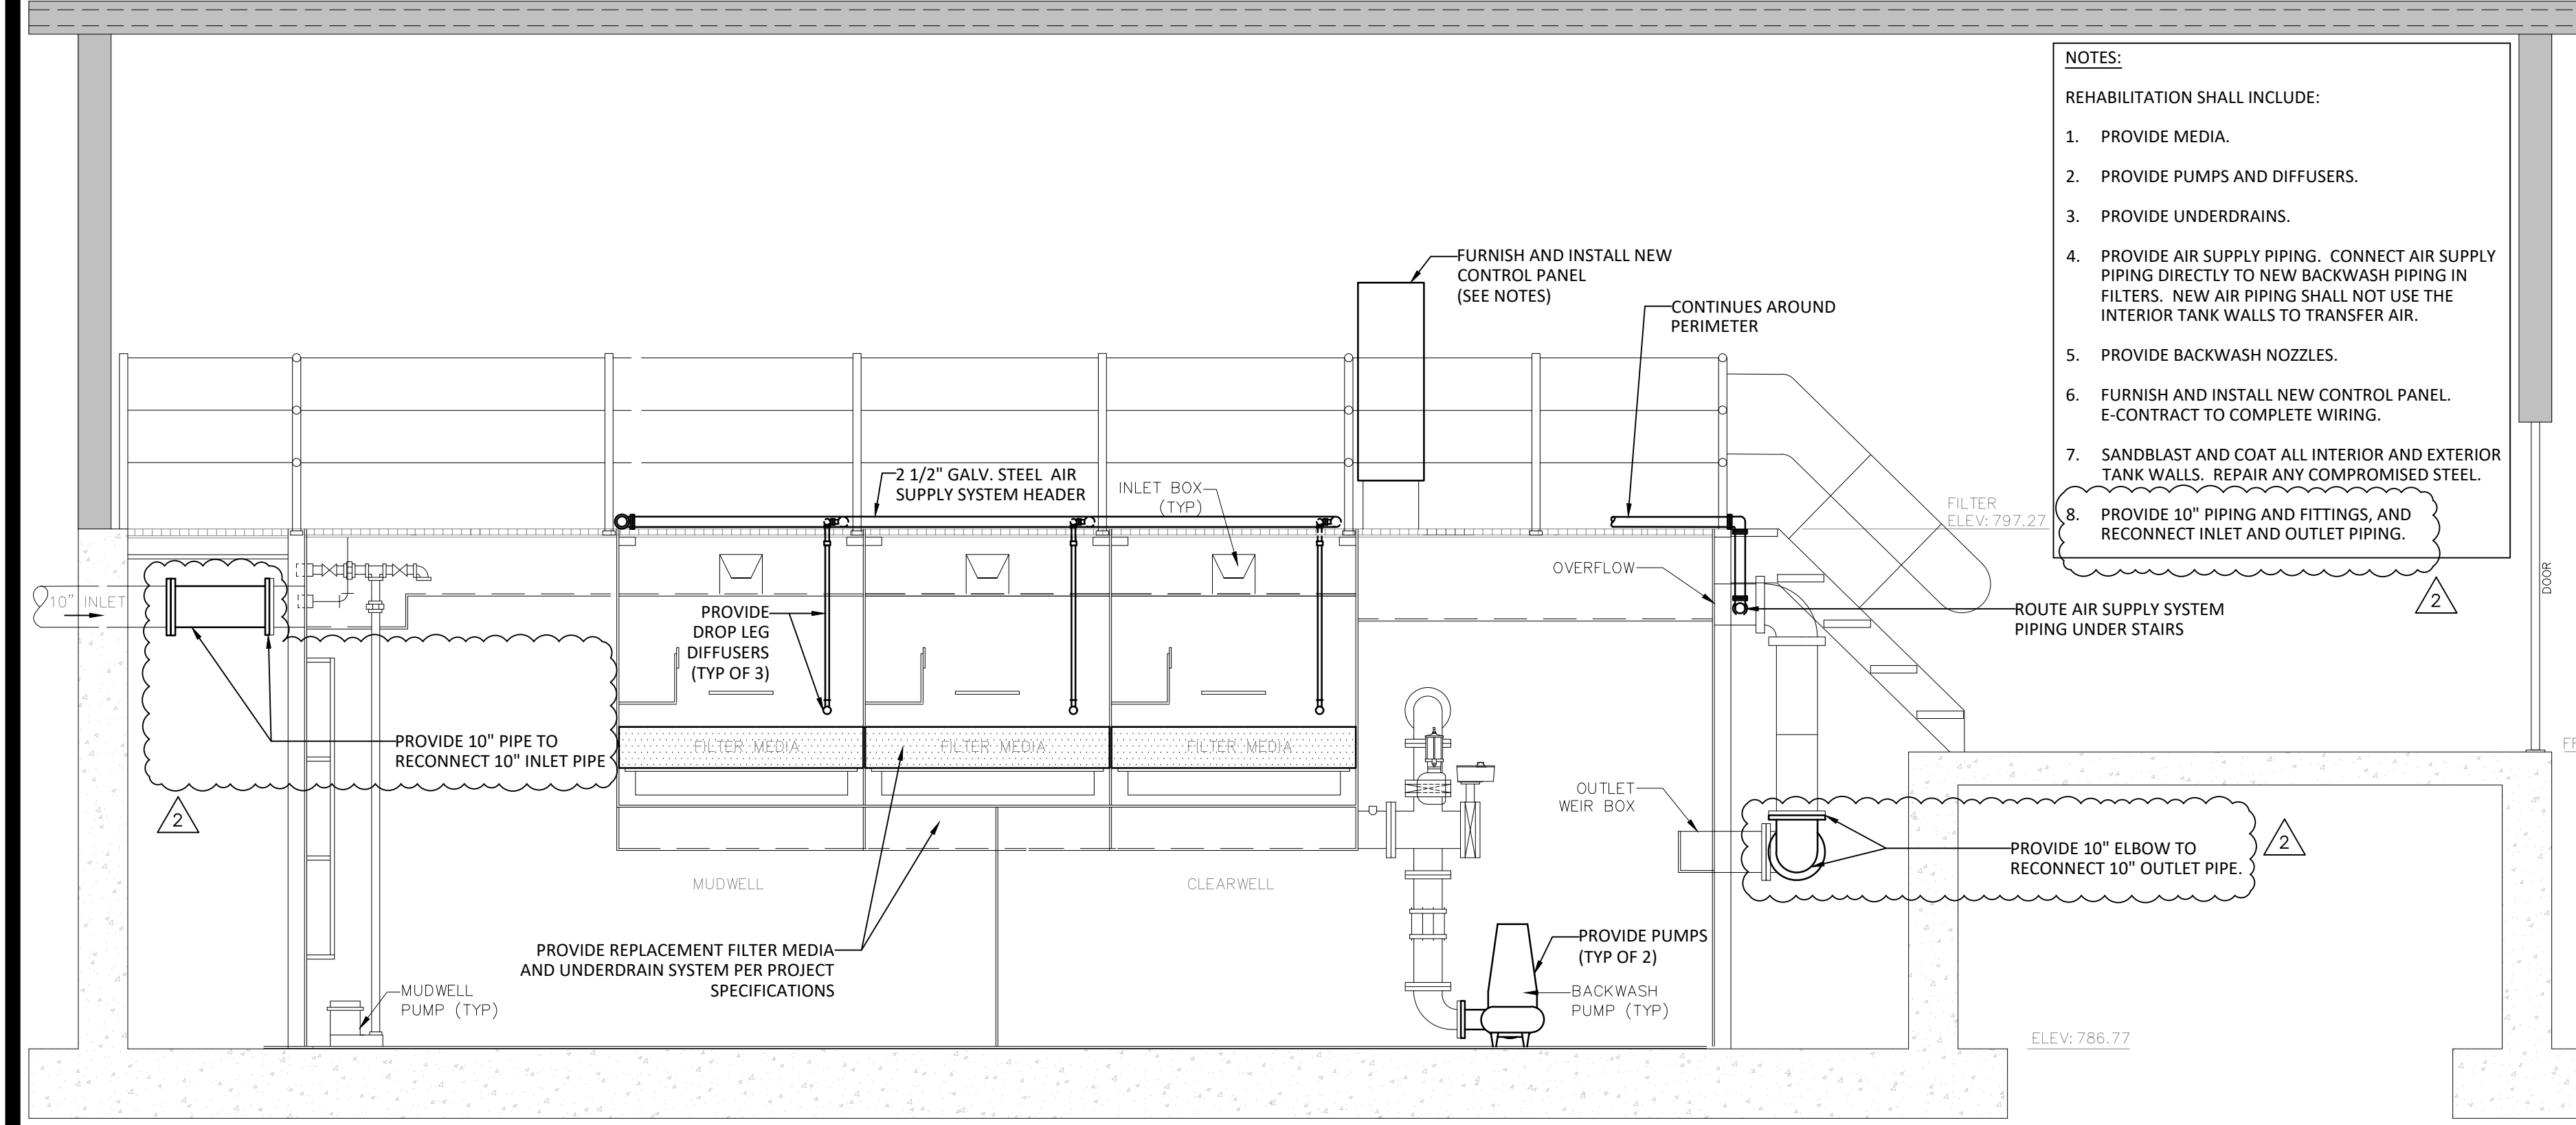 NOTES:
REHABILITATION SHALL INCLUDE:
1. PROVIDE MEDIA.
2. PROVIDE PUMPS AND DIFFUSERS.
3. PROVIDE UNDERDRAINS.
4. PROVIDE AIR SUPPLY PIPING. CONNECT AIR SUPPLY
PIPING DIRECTLY TO NEW BACKWASH PIPING IN
FILTERS. NEW AIR PIPING SHALL NOT USE THE
INTERIOR TANK WALLS TO TRANSFER AIR.
5. PROVIDE BACKWASH NOZZLES.
6. FURNISH AND INSTALL NEW CONTROL PANEL.
E-CONTRACT TO COMPLETE WIRING.
7. SANDBLAST AND COAT ALL INTERIOR AND EXTERIOR
TANK WALLS. REPAIR ANY COMPROMISED STEEL.
8. PROVIDE 10" PIPING AND FITTINGS, AND
RECONNECT INLET AND OUTLET PIPING.
2
FURNISH AND INSTALL NEW
CONTROL PANEL
(SEE NOTES)
CONTINUES AROUND
PERIMETER
2 1/2" GALV. STEEL AIR
SUPPLY SYSTEM HEADER
INLET BOX
(TYP)
FILTER
ELEV: 797.27
DOOR
OVERFLOW
10" INLET
PROVIDE
DROP LEG
DIFFUSERS
(TYP OF 3)
ROUTE AIR SUPPLY SYSTEM
PIPING UNDER STAIRS
PROVIDE 10" PIPE TO
RECONNECT 10" INLET PIPE
2
FILTER MEDIA
FILTER MEDIA
FILTER MEDIA
OUTLET
WEIR BOX
PROVIDE 10" ELBOW TO
RECONNECT 10" OUTLET PIPE.
2
MUDWELL
CLEARWELL
PROVIDE REPLACEMENT FILTER MEDIA
AND UNDERDRAIN SYSTEM PER PROJECT
SPECIFICATIONS
PROVIDE PUMPS
(TYP OF 2)
MUDWELL
PUMP (TYP)
BACKWASH
PUMP (TYP)
ELEV: 786.77